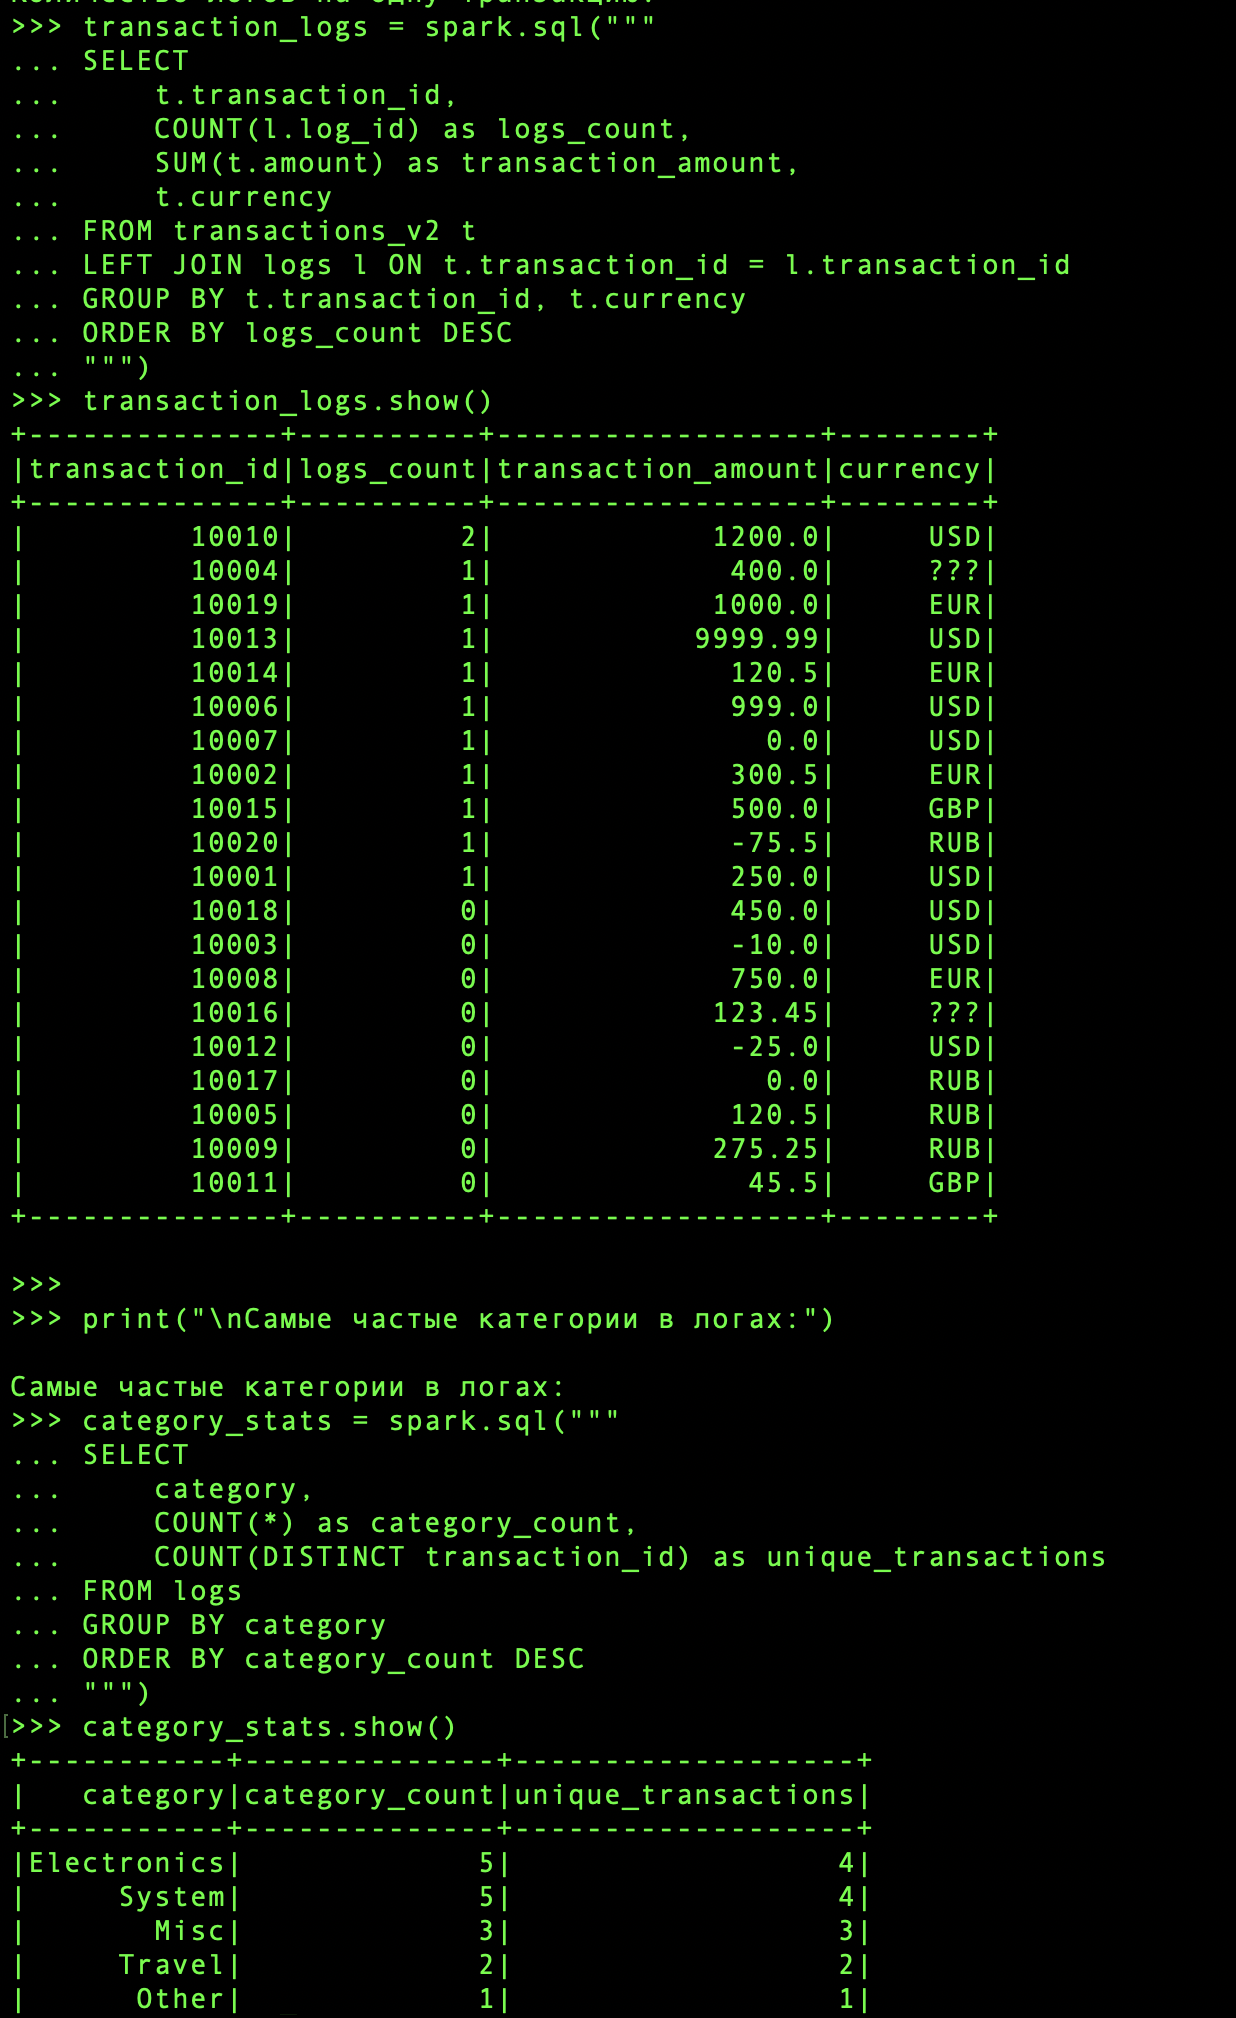 Количество логов на одну транзакцию:
>>> transaction_logs = spark.sql("""
... SELECT
...     t.transaction_id,
...     COUNT(l.log_id) as logs_count,
...     SUM(t.amount) as transaction_amount,
...     t.currency
... FROM transactions_v2 t
... LEFT JOIN logs l ON t.transaction_id = l.transaction_id
... GROUP BY t.transaction_id, t.currency
... ORDER BY logs_count DESC
... """)
>>> transaction_logs.show()
+--------------+----------+------------------+--------+
|transaction_id|logs_count|transaction_amount|currency|
+--------------+----------+------------------+--------+
|         10010|         2|            1200.0|     USD|
|         10004|         1|             400.0|     ???|
|         10019|         1|            1000.0|     EUR|
|         10013|         1|           9999.99|     USD|
|         10014|         1|             120.5|     EUR|
|         10006|         1|             999.0|     USD|
|         10007|         1|               0.0|     USD|
|         10002|         1|             300.5|     EUR|
|         10015|         1|             500.0|     GBP|
|         10020|         1|             -75.5|     RUB|
|         10001|         1|             250.0|     USD|
|         10018|         0|             450.0|     USD|
|         10003|         0|             -10.0|     USD|
|         10008|         0|             750.0|     EUR|
|         10016|         0|            123.45|     ???|
|         10012|         0|             -25.0|     USD|
|         10017|         0|               0.0|     RUB|
|         10005|         0|             120.5|     RUB|
|         10009|         0|            275.25|     RUB|
|         10011|         0|              45.5|     GBP|
+--------------+----------+------------------+--------+
>>>
>>> print("\nСамые частые категории в логах:")
Самые частые категории в логах:
>>> category_stats = spark.sql("""
... SELECT
...     category,
...     COUNT(*) as category_count,
...     COUNT(DISTINCT transaction_id) as unique_transactions
... FROM logs
... GROUP BY category
... ORDER BY category_count DESC
... """)
[>>> category_stats.show()
+-----------+--------------+-------------------+
|   category|category_count|unique_transactions|
+-----------+--------------+-------------------+
|Electronics|             5|                  4|
|     System|             5|                  4|
|       Misc|             3|                  3|
|     Travel|             2|                  2|
|      Other|             1|                  1|